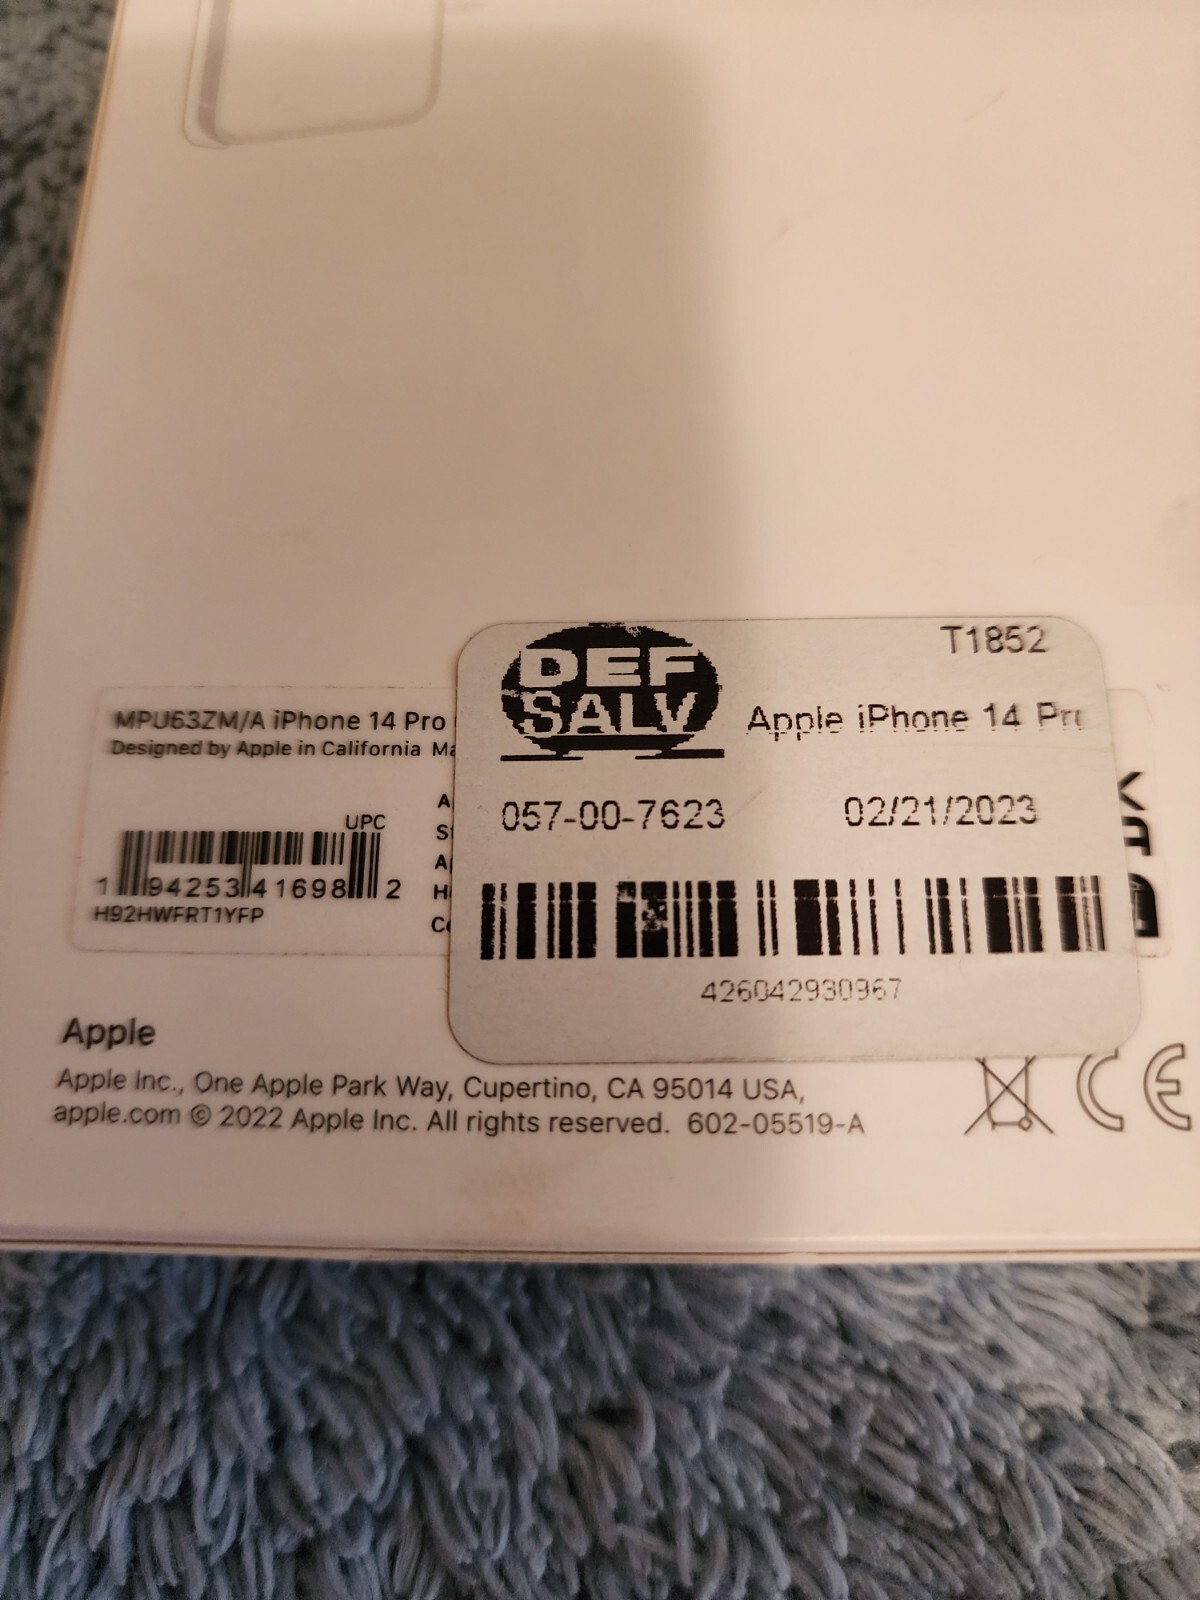 DEF
SALV
T1852
Apple iPhone 14 Pro
057-00-7623
02/21/2023
426042930967
MPU63ZM/A iPhone 14 Pro
Designed by Apple in California
UPC
1 94253 41698 2
H92HWFRT1YFP
Apple
Apple Inc., One Apple Park Way, Cupertino, CA 95014 USA,
apple.com © 2022 Apple Inc. All rights reserved. 602-05519-A
CE